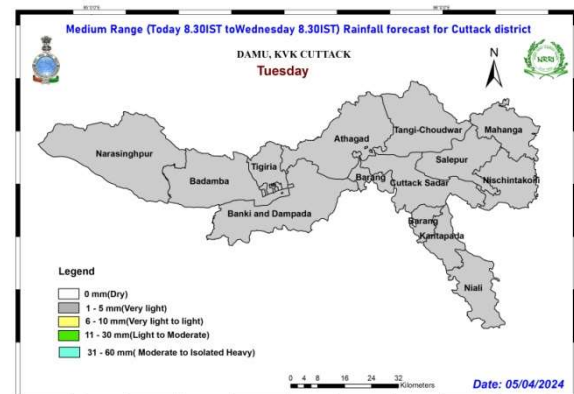 Medium Range (Today 8.30IST toWednesday 8.30IST) Rainfall forecast for Cuttack district
DAMU, KVK CUTTACK
Tuesday
N
NRRI
Narasinghpur
Badamba
Tigiria
Banki and Dampada
Athagad
Tangi-Choudwar
Mahanga
Salepur
Nischintakoili
Barang
Cuttack Sadar
Barang
Kantapada
Niali
Legend
0 mm(Dry)
1 - 5 mm(Very light)
6 - 10 mm(Very light to light)
11 - 30 mm(Light to Moderate)
31 - 60 mm( Moderate to Isolated Heavy)
0 4 8 16 24 32
Kilometers
Date: 05/04/2024